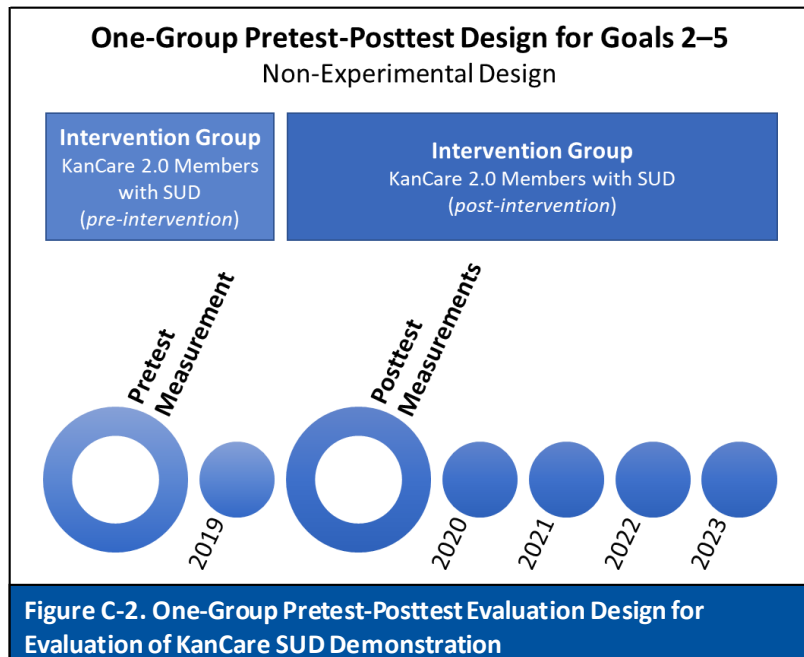 One-Group Pretest-Posttest Design for Goals 2–5
Non-Experimental Design
Intervention Group
KanCare 2.0 Members
with SUD
(pre-intervention)
Intervention Group
KanCare 2.0 Members with SUD
(post-intervention)
Pretest
Measurement
Posttest
Measurements
2019
2020
2021
2022
2023
Figure C-2. One-Group Pretest-Posttest Evaluation Design for
Evaluation of KanCare SUD Demonstration